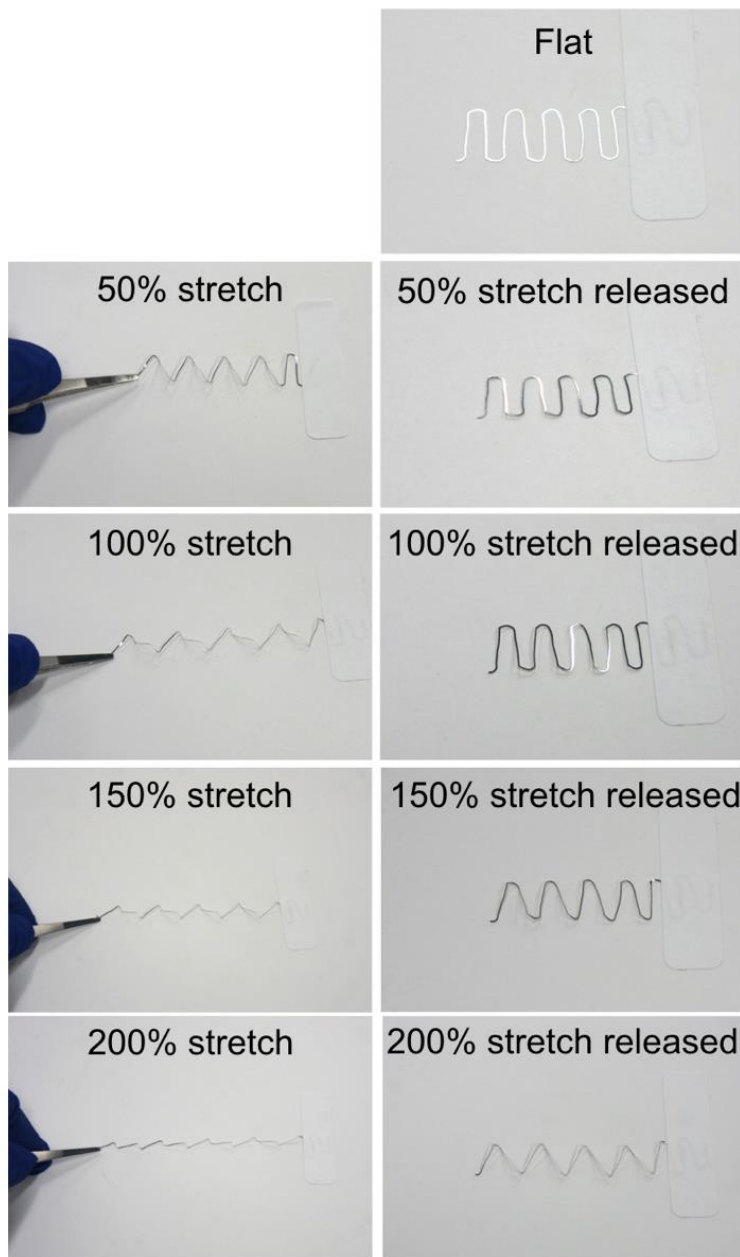 Flat
50% stretch
50% stretch released
100% stretch
100% stretch released
150% stretch
150% stretch released
200% stretch
200% stretch released